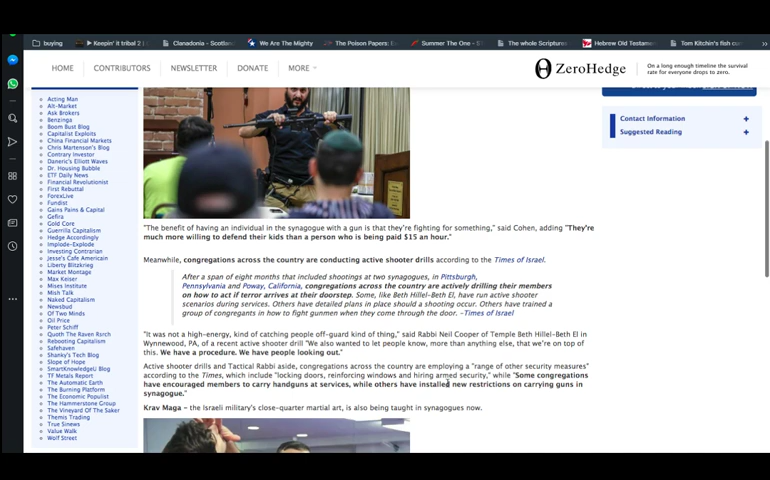 buying
Keepin' it tribal 2
Clanadonia - Scotlan
We Are The Mighty
The Poison Papers: E
Summer The One - S
The whole Scripture
Hebrew Old Testame
Tom Kitchin's fish cu
HOME
CONTRIBUTORS
NEWSLETTER
DONATE
MORE
ZeroHedge
On a long enough timeline the survival
rate for everyone drops to zero.
Acting Man
Alt-Market
Ask Brokers
Benzinga
Boom Bust Blog
Capitalist Exploits
China Financial Markets
Chris Martenson's Blog
Contrary Investor
Daneric's Elliott Waves
Dr. Housing Bubble
ETF Daily News
Financial Revolutionist
First Rebuttal
ForexLive
Fundist
Gains Pains & Capital
Gefira
Gold Core
Guerrilla Capitalism
Hedge Accordingly
Implode-Explode
Investing Contrarian
Jesse's Cafe Americain
Liberty Blitzkrieg
Market Montage
Max Keiser
Mises Institute
Mish Talk
Naked Capitalism
Newsbud
Of Two Minds
Oil Price
Peter Schiff
Quoth The Raven Rsrch
Rebooting Capitalism
Safehaven
Shanky's Tech Blog
Slope of Hope
SmartKnowledgeU Blog
TF Metals Report
The Automatic Earth
The Burning Platform
The Economic Populist
The Hammerstone Group
The Vineyard Of The Saker
Themis Trading
True Sinews
Value Walk
Wolf Street
"The benefit of having an individual in the synagogue with a gun is that they're fighting for something," said Cohen, adding "They're
much more willing to defend their kids than a person who is being paid $15 an hour."
Meanwhile, congregations across the country are conducting active shooter drills according to the Times of Israel.
After a span of eight months that included shootings at two synagogues, in Pittsburgh,
Pennsylvania and Poway, California, congregations across the country are actively drilling their members
on how to act if terror arrives at their doorstep. Some, like Beth Hillel-Beth El, have run active shooter
scenarios during services. Others have detailed plans in place should a shooting occur. Others have trained a
group of congregants in how to fight gunmen when they come through the door. -Times of Israel
"It was not a high-energy, kind of catching people off-guard kind of thing," said Rabbi Neil Cooper of Temple Beth Hillel-Beth El in
Wynnewood, PA, of a recent active shooter drill "We also wanted to let people know, more than anything else, that we're on top of
this. We have a procedure. We have people looking out."
Active shooter drills and Tactical Rabbi aside, congregations across the country are employing a "range of other security measures"
according to the Times, which include "locking doors, reinforcing windows and hiring armed security," while "Some congregations
have encouraged members to carry handguns at services, while others have installed new restrictions on carrying guns in
synagogue."
Krav Maga – the Israeli military's close-quarter martial art, is also being taught in synagogues now.
Contact Information +
Suggested Reading +